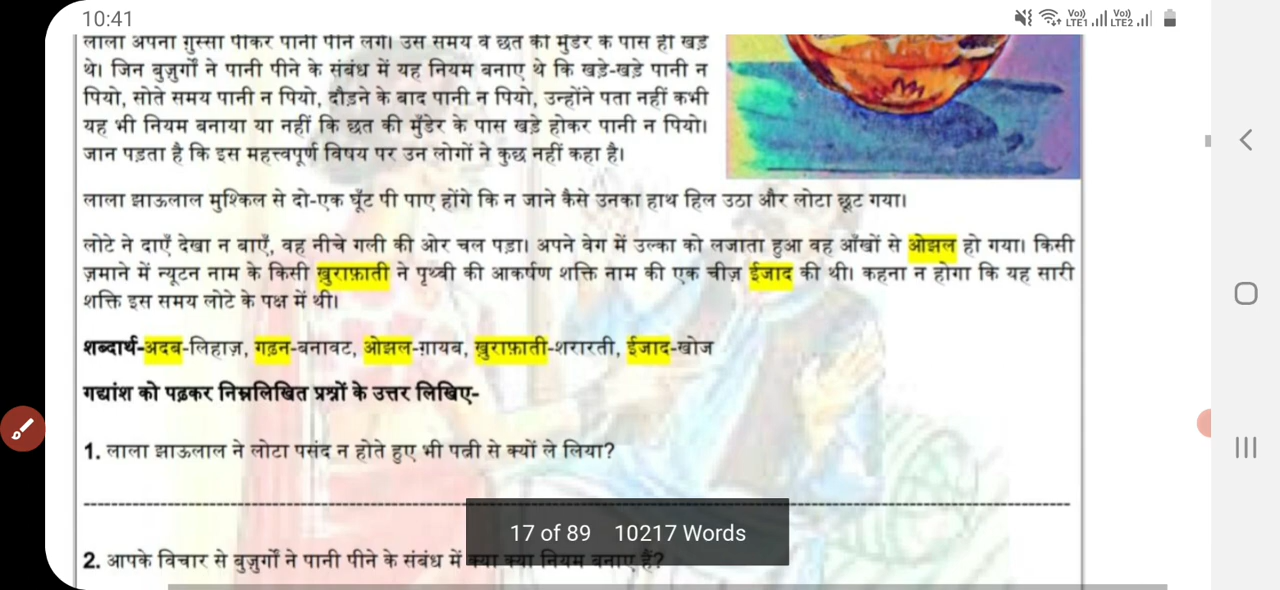 10:41
Vo)) LTE1 Vo)) LTE2
लाला अपना ग़ुस्सा पीकर पानी पीने लगे। उस समय वे छत की मुंडेर के पास ही खड़े
थे। जिन बुज़ुर्गों ने पानी पीने के संबंध में यह नियम बनाए थे कि खड़े-खड़े पानी न
पियो, सोते समय पानी न पियो, दौड़ने के बाद पानी न पियो, उन्होंने पता नहीं कभी
यह भी नियम बनाया या नहीं कि छत की मुँडेर के पास खड़े होकर पानी न पियो।
जान पड़ता है कि इस महत्त्वपूर्ण विषय पर उन लोगों ने कुछ नहीं कहा है।
लाला झाऊलाल मुश्किल से दो-एक घूँट पी पाए होंगे कि न जाने कैसे उनका हाथ हिल उठा और लोटा छूट गया।
लोटे ने दाएँ देखा न बाएँ, वह नीचे गली की ओर चल पड़ा। अपने वेग में उल्का को लजाता हुआ वह आँखों से ओझल हो गया। किसी
ज़माने में न्यूटन नाम के किसी ख़ुराफ़ाती ने पृथ्वी की आकर्षण शक्ति नाम की एक चीज़ ईजाद की थी। कहना न होगा कि यह सारी
शक्ति इस समय लोटे के पक्ष में थी।
शब्दार्थ-अदब-लिहाज़, गढ़न-बनावट, ओझल-ग़ायब, ख़ुराफ़ाती-शरारती, ईजाद-खोज
गद्यांश को पढ़कर निम्नलिखित प्रश्नों के उत्तर लिखिए-
1. लाला झाऊलाल ने लोटा पसंद न होते हुए भी पत्नी से क्यों ले लिया?
17 of 89 10217 Words
2. आपके विचार से बुज़ुर्गों ने पानी पीने के संबंध में क्या क्या नियम बनाए हैं?